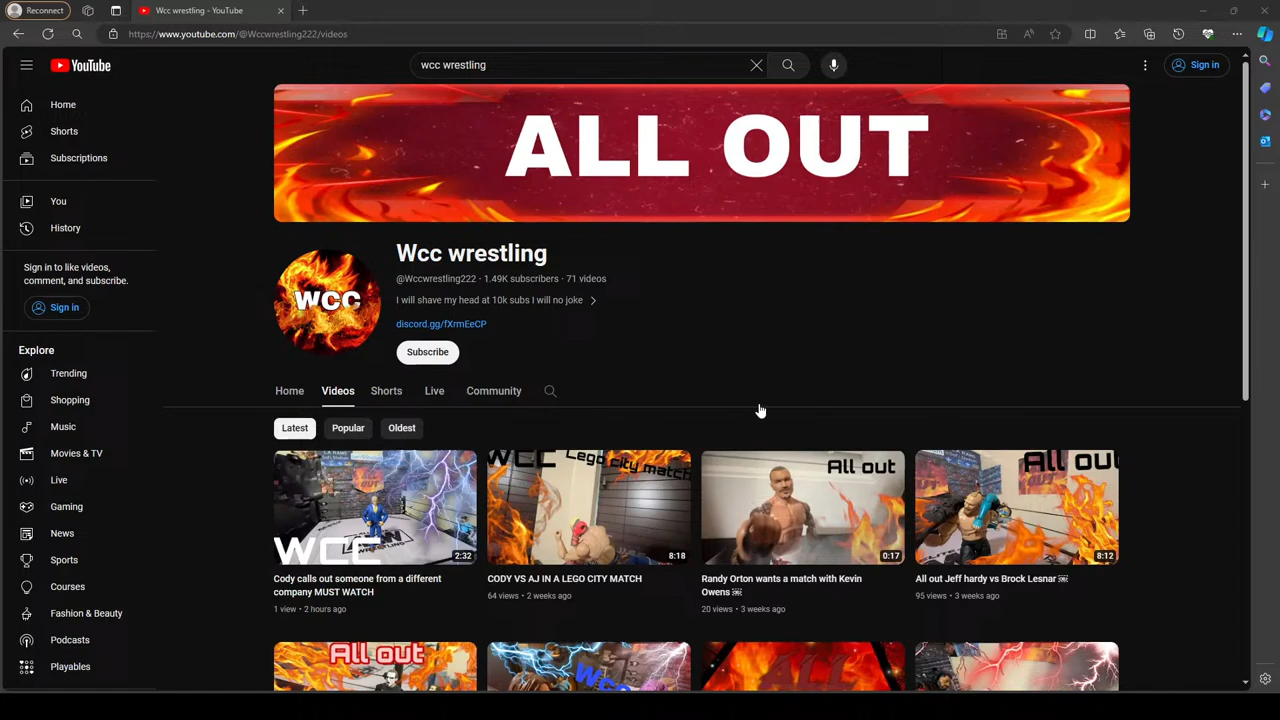 Reconnect
Wcc wrestling - YouTube
https://www.youtube.com/@Wccwrestling222/videos
YouTube
wcc wrestling
Sign in
Home
Shorts
Subscriptions
You
History
Sign in to like videos,
comment, and subscribe.
Sign in
Explore
Trending
Shopping
Music
Movies & TV
Live
Gaming
News
Sports
Courses
Fashion & Beauty
Podcasts
Playables
ALL OUT
WCC
Wcc wrestling
@Wccwrestling222 · 1.49K subscribers · 71 videos
I will shave my head at 10k subs I will no joke
discord.gg/fXrmEeCP
Subscribe
Home Videos Shorts Live Community
Latest Popular Oldest
WCC
2:32
Cody calls out someone from a different
company MUST WATCH
1 view • 2 hours ago
WCC Lego city match
8:18
CODY VS AJ IN A LEGO CITY MATCH
64 views • 2 weeks ago
All out
0:17
Randy Orton wants a match with Kevin
Owens
20 views • 3 weeks ago
All out
8:12
All out Jeff hardy vs Brock Lesnar
95 views • 3 weeks ago
All out
WCC
ALL OUT